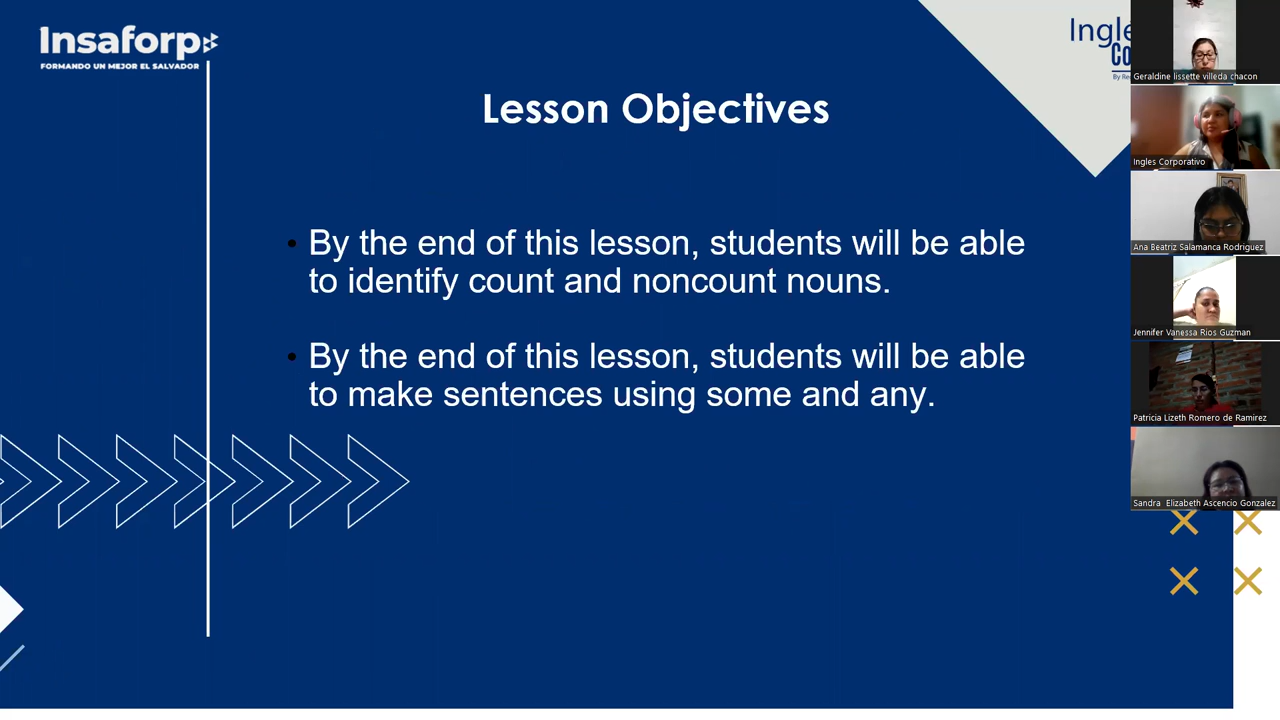 Insaforp
FORMANDO UN MEJOR EL SALVADOR
Lesson Objectives
• By the end of this lesson, students will be able
to identify count and noncount nouns.
• By the end of this lesson, students will be able
to make sentences using some and any.
Geraldine lissette villeda chacon
Ingles Corporativo
Ana Beatriz Salamanca Rodriguez
Jennifer Vanessa Rios Guzman
Patricia Lizeth Romero de Ramirez
Sandra Elizabeth Ascencio Gonzalez